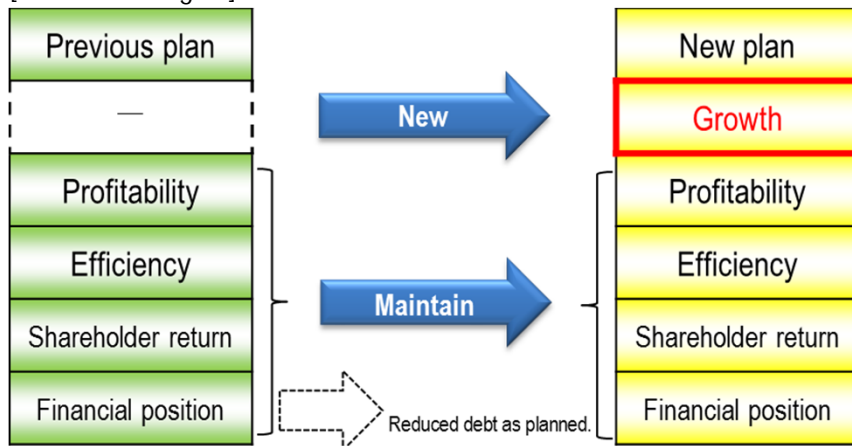 Previous plan
New plan
—
New
Growth
Profitability
Profitability
Efficiency
Efficiency
Maintain
Shareholder return
Shareholder return
Financial position
Reduced debt as planned.
Financial position